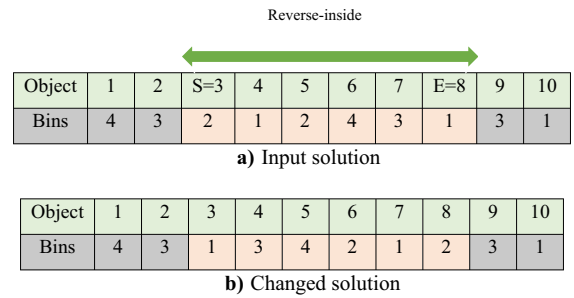 Reverse-inside
Object 1 2 S=3 4 5 6 7 E=8 9 10
Bins 4 3 2 1 2 4 3 1 3 1
a) Input solution
Object 1 2 3 4 5 6 7 8 9 10
Bins 4 3 1 3 4 2 1 2 3 1
b) Changed solution